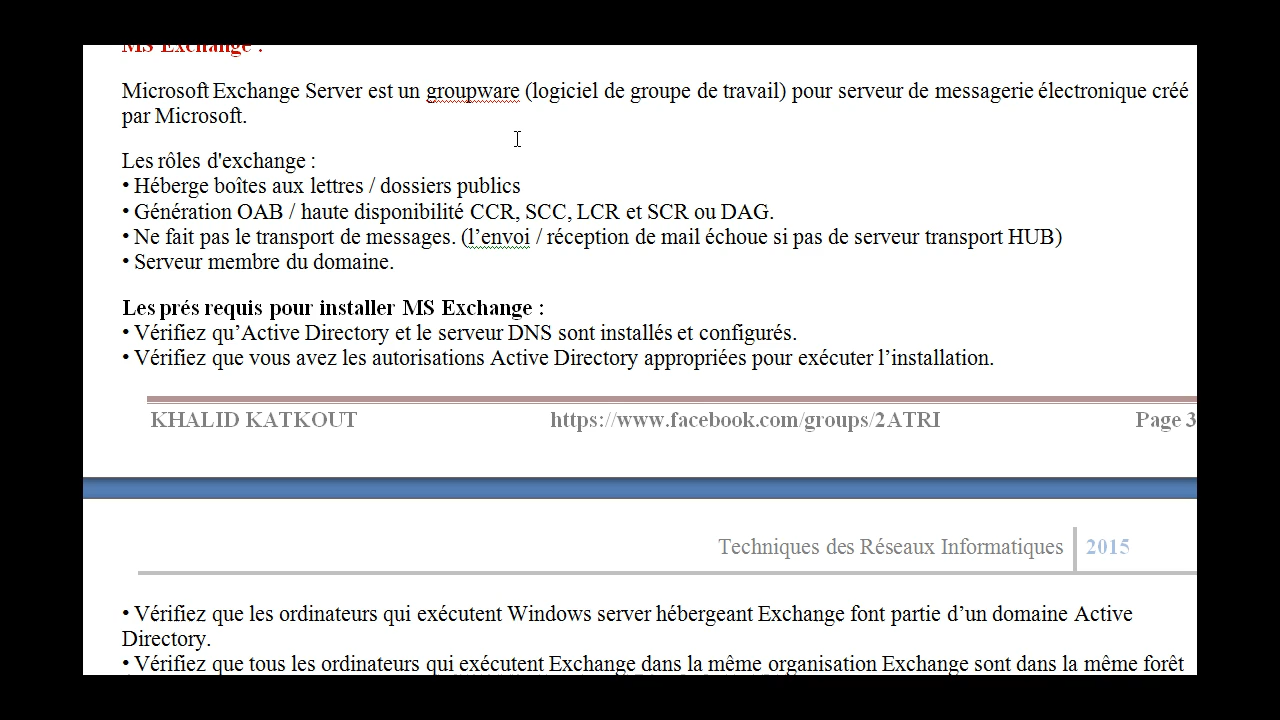 MS Exchange :
Microsoft Exchange Server est un groupware (logiciel de groupe de travail) pour serveur de messagerie électronique créé
par Microsoft.
Les rôles d'exchange :
• Héberge boîtes aux lettres / dossiers publics
• Génération OAB / haute disponibilité CCR, SCC, LCR et SCR ou DAG.
• Ne fait pas le transport de messages. (l’envoi / réception de mail échoue si pas de serveur transport HUB)
• Serveur membre du domaine.
Les prés requis pour installer MS Exchange :
• Vérifiez qu’Active Directory et le serveur DNS sont installés et configurés.
• Vérifiez que vous avez les autorisations Active Directory appropriées pour exécuter l’installation.
KHALID KATKOUT https://www.facebook.com/groups/2ATRI Page 3
Techniques des Réseaux Informatiques 2015
• Vérifiez que les ordinateurs qui exécutent Windows server hébergeant Exchange font partie d’un domaine Active
Directory.
• Vérifiez que tous les ordinateurs qui exécutent Exchange dans la même organisation Exchange sont dans la même forêt